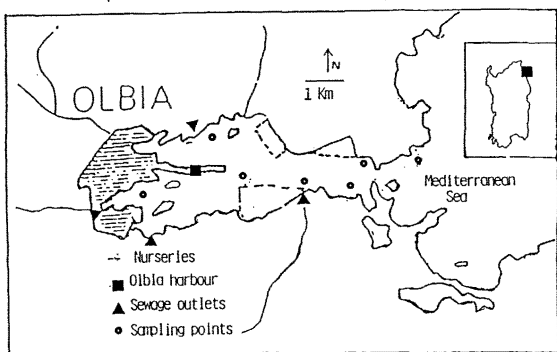 N
1 Km
OLBIA
Mediterranean
Sea
Nurseries
Olbia harbour
Sewage outlets
Sampling points